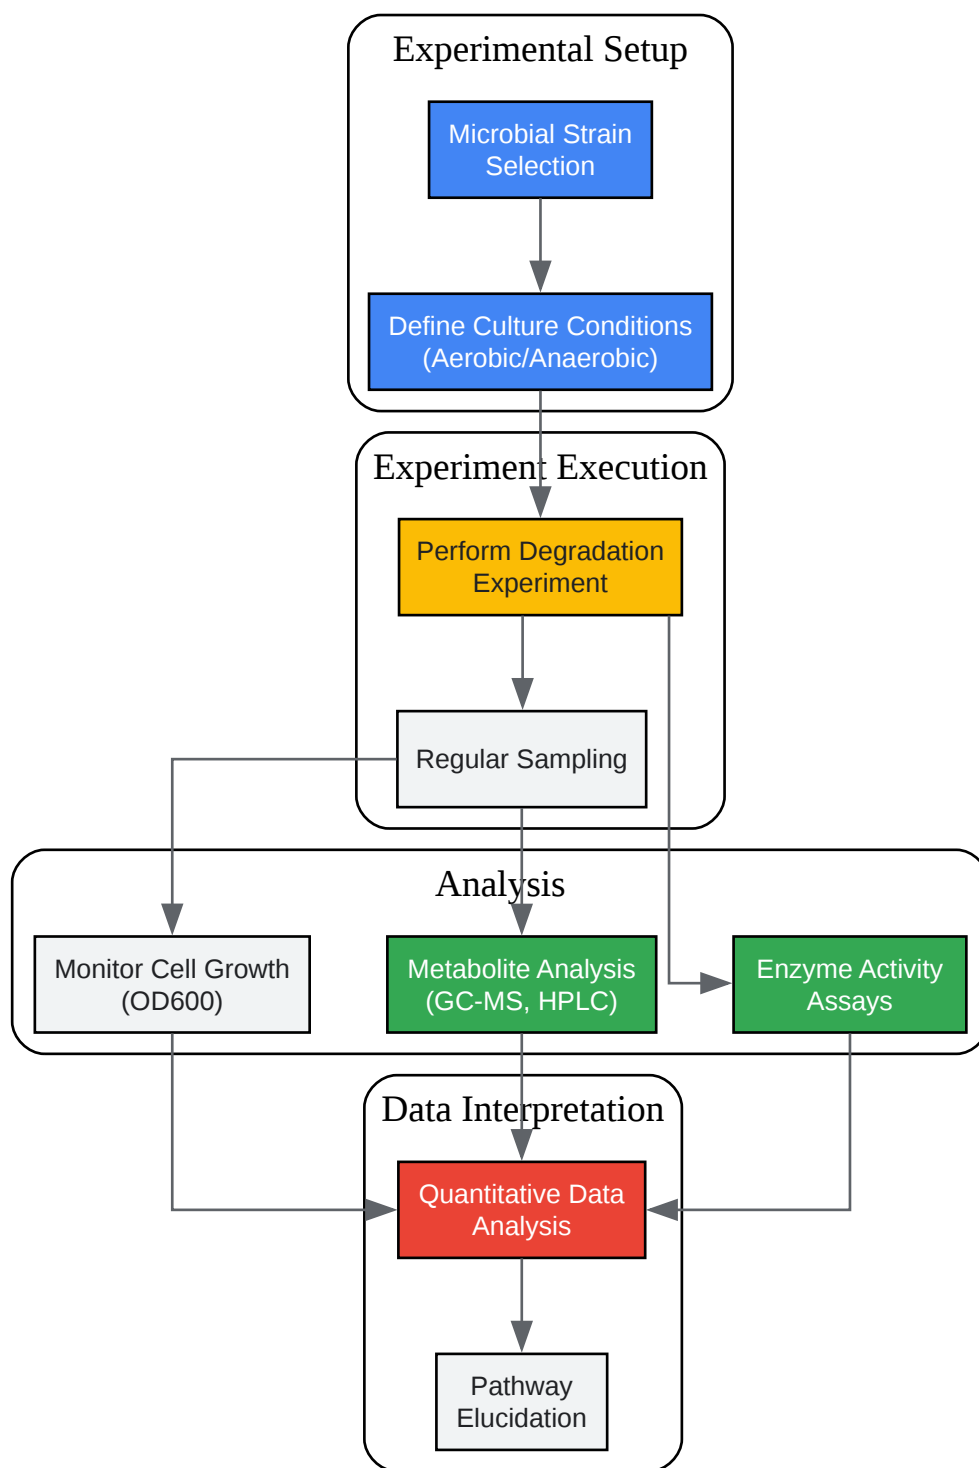 Experimental Setup
Microbial Strain
Selection
Define Culture Conditions
(Aerobic/Anaerobic)
Experiment Execution
Perform Degradation
Experiment
Regular Sampling
Analysis
Monitor Cell Growth
(OD600)
Metabolite Analysis
(GC-MS, HPLC)
Enzyme Activity
Assays
Data Interpretation
Quantitative Data
Analysis
Pathway
Elucidation